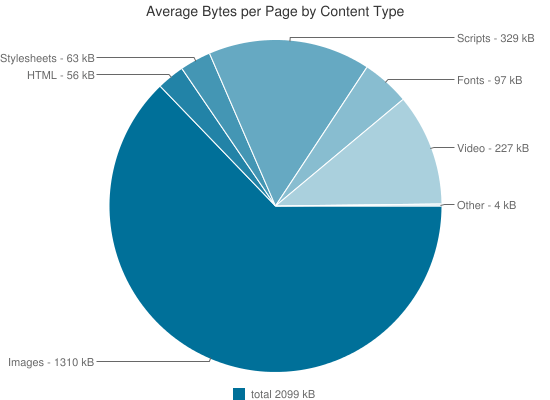 Average Bytes per Page by Content Type
Scripts - 329 kB
Stylesheets - 63 kB
HTML - 56 kB
Fonts - 97 kB
Video - 227 kB
Other - 4 kB
Images - 1310 kB
total 2099 kB